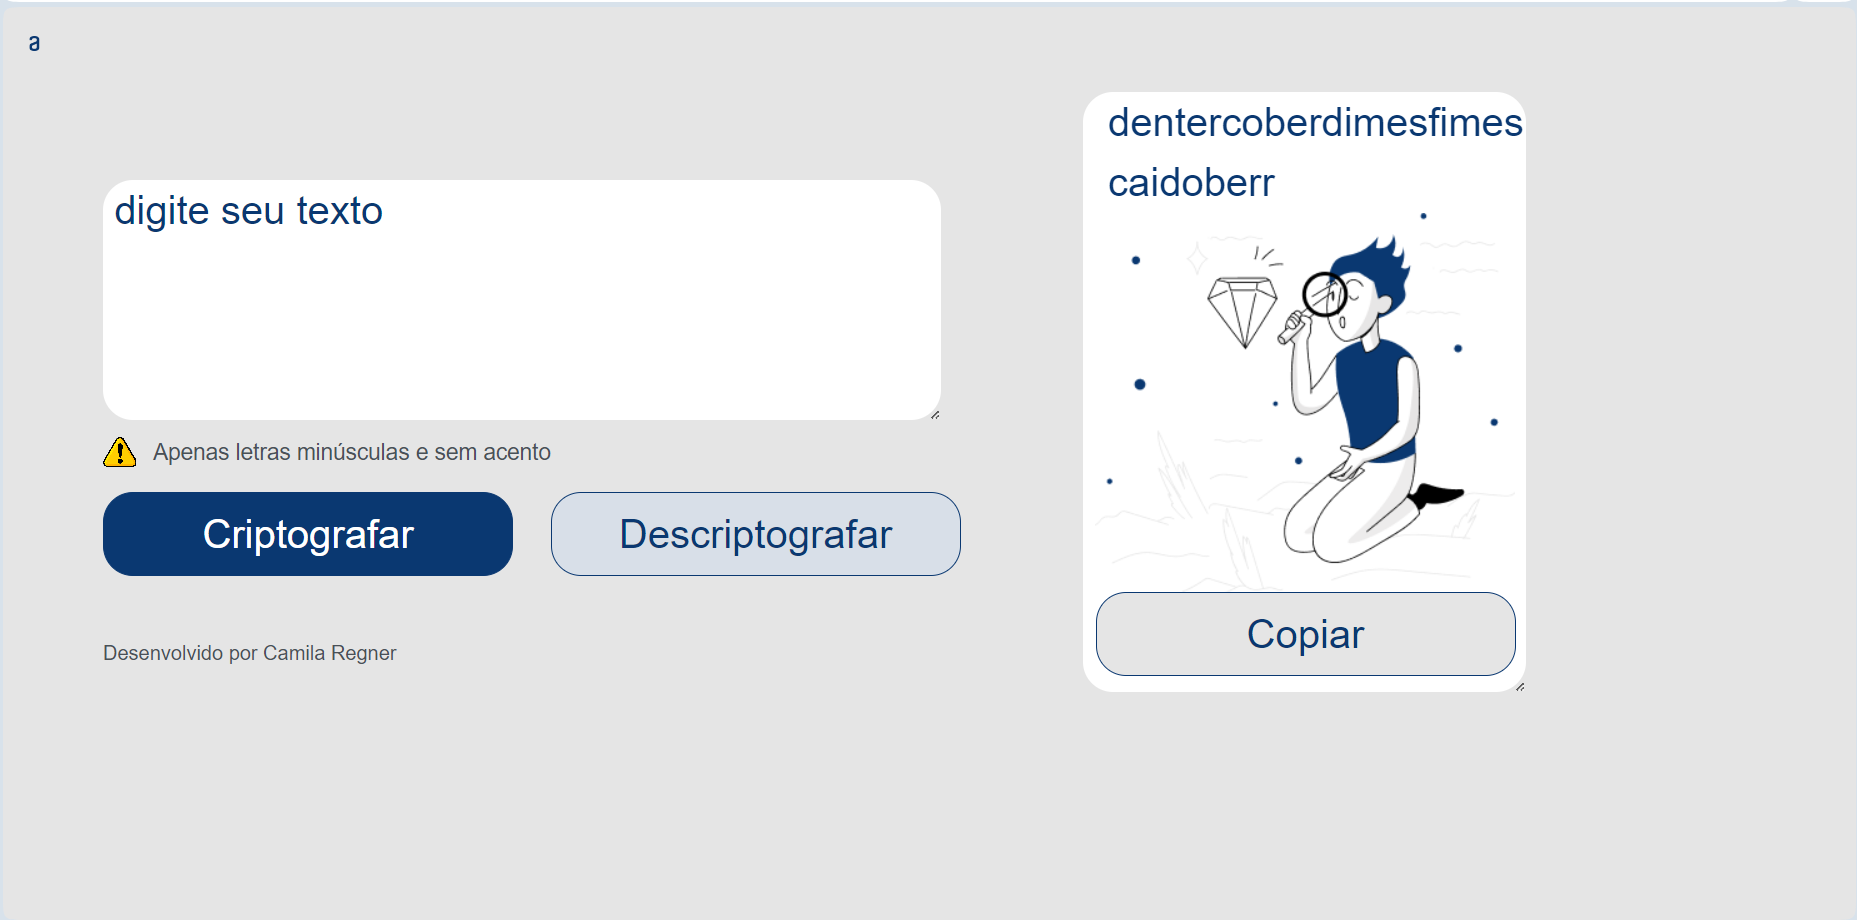 a
digite seu texto
Apenas letras minúsculas e sem acento
Criptografar
Descriptografar
Desenvolvido por Camila Regner
dentercoberdimesfimes
caidoberr
Copiar